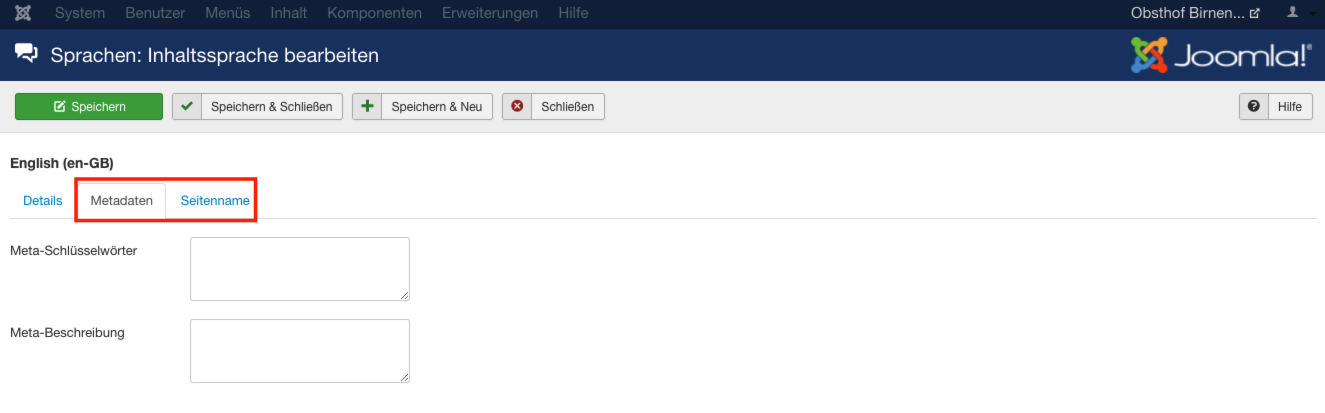 System Benutzer Menüs Inhalt Komponenten Erweiterungen Hilfe Obsthof Birnen...
Sprachen: Inhaltssprache bearbeiten Joomla!®
Speichern Speichern & Schließen Speichern & Neu Schließen Hilfe
English (en-GB)
Details Metadaten Seitenname
Meta-Schlüsselwörter
Meta-Beschreibung